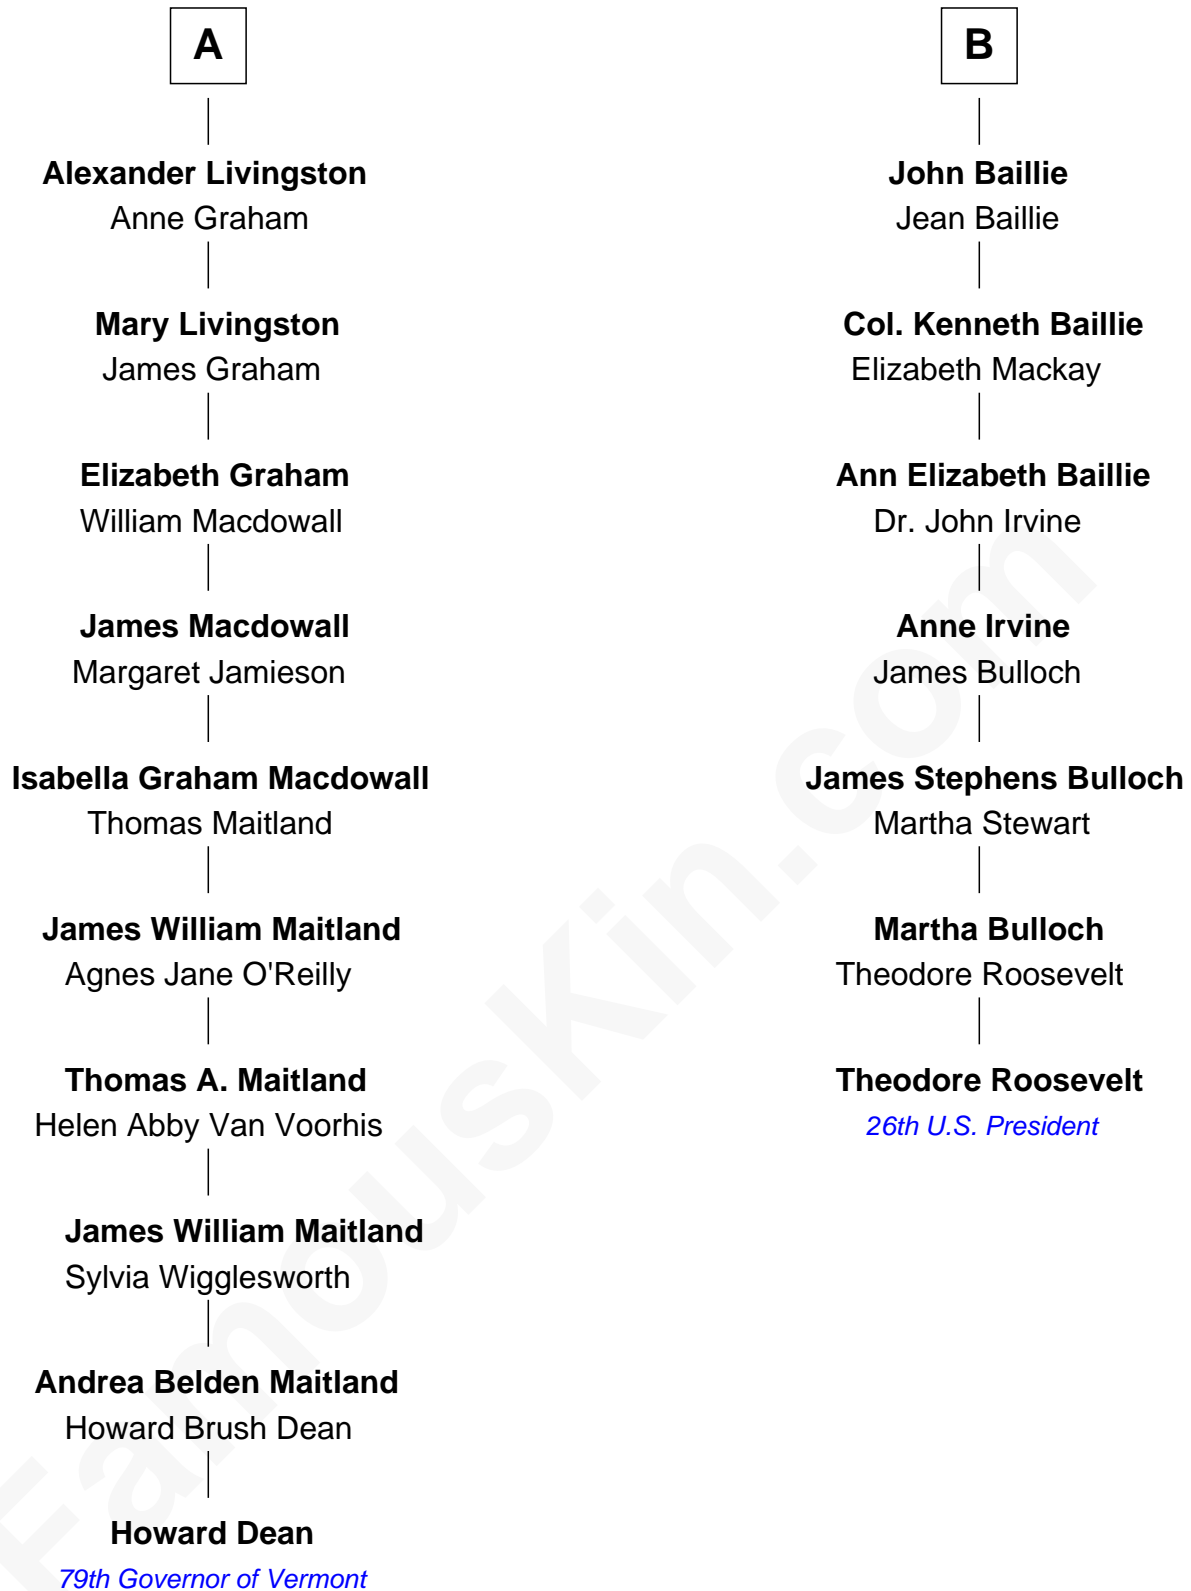 A
Alexander Livingston
Anne Graham
Mary Livingston
James Graham
Elizabeth Graham
William Macdowall
James Macdowall
Margaret Jamieson
Isabella Graham Macdowall
Thomas Maitland
James William Maitland
Agnes Jane O'Reilly
Thomas A. Maitland
Helen Abby Van Voorhis
James William Maitland
Sylvia Wigglesworth
Andrea Belden Maitland
Howard Brush Dean
Howard Dean
79th Governor of Vermont
B
John Baillie
Jean Baillie
Col. Kenneth Baillie
Elizabeth Mackay
Ann Elizabeth Baillie
Dr. John Irvine
Anne Irvine
James Bulloch
James Stephens Bulloch
Martha Stewart
Martha Bulloch
Theodore Roosevelt
Theodore Roosevelt
26th U.S. President
FamousKin.com